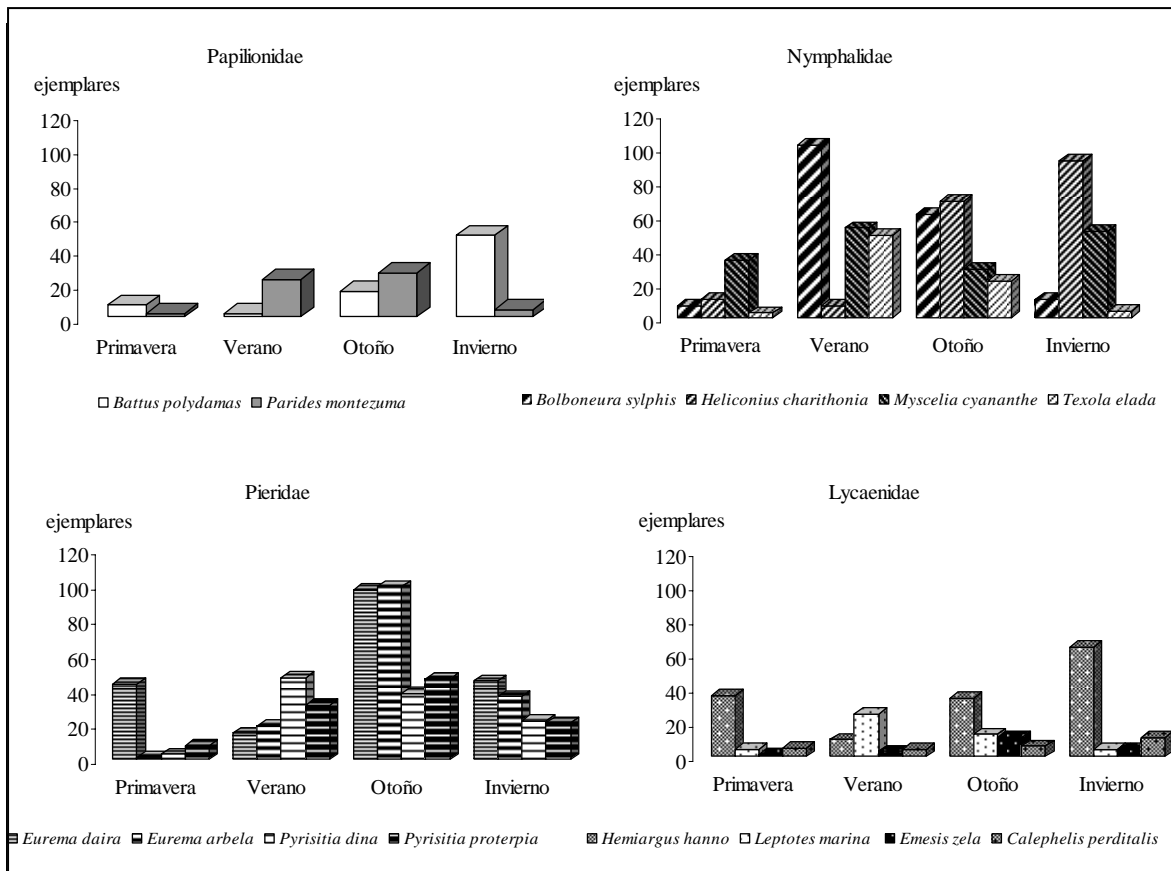 Papilionidae
ejemplares
120
100
80
60
40
20
0
Primavera Verano Otoño Invierno
Battus polydamas Parides montezuma
Nymphalidae
ejemplares
120
100
80
60
40
20
0
Primavera Verano Otoño Invierno
Bolboneura sylphis Heliconius charithonia Myscelia cyananthe Texola elada
Pieridae
ejemplares
120
100
80
60
40
20
0
Primavera Verano Otoño Invierno
Eurema daira Eurema arbela Pyrisitia dina Pyrisitia proterpia
Lycaenidae
ejemplares
120
100
80
60
40
20
0
Primavera Verano Otoño Invierno
Hemiargus hanno Leptotes marina Emesis zela Calephelis perditalis